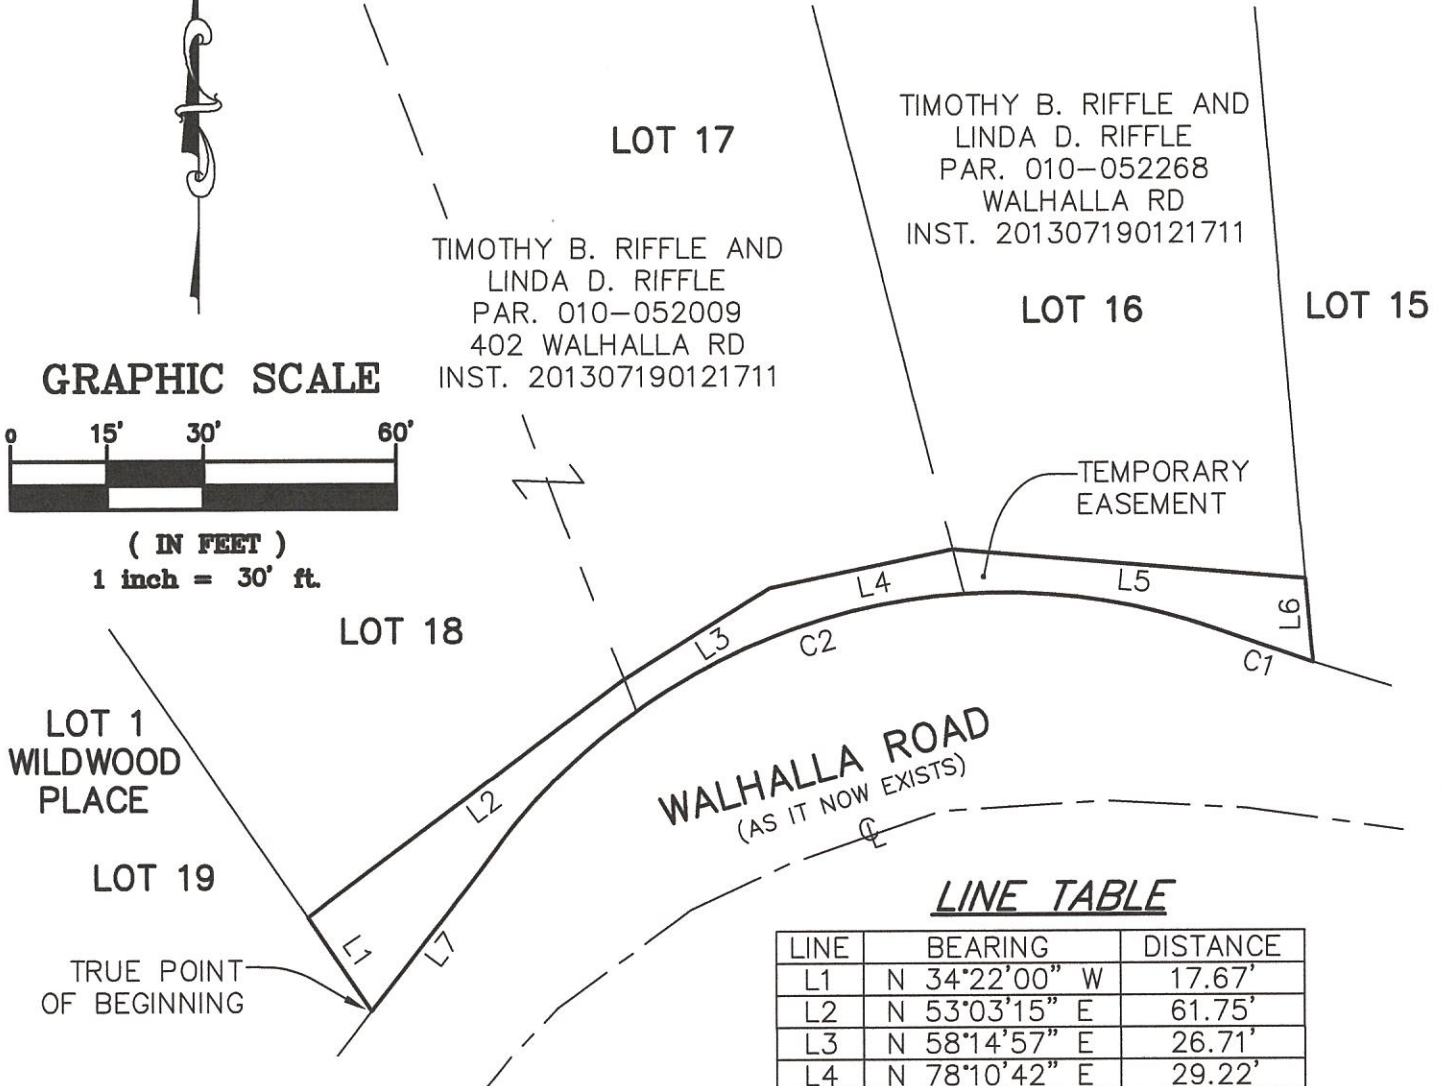 LOT 17
TIMOTHY B. RIFFLE AND
LINDA D. RIFFLE
PAR. 010-052268
WALHALLA RD
INST. 201307190121711
TIMOTHY B. RIFFLE AND
LINDA D. RIFFLE
PAR. 010-052009
402 WALHALLA RD
INST. 201307190121711
LOT 16
LOT 15
GRAPHIC SCALE
0 15' 30' 60'
( IN FEET )
1 inch = 30' ft.
TEMPORARY
EASEMENT
LOT 18
L3
L4
C2
L5
L6
C1
LOT 1
WILDWOOD
PLACE
L2
WALHALLA ROAD
(AS IT NOW EXISTS)
℄
LOT 19
L1
L7
TRUE POINT
OF BEGINNING
LINE TABLE
LINE BEARING DISTANCE
L1 N 34°22'00" W 17.67'
L2 N 53°03'15" E 61.75'
L3 N 58°14'57" E 26.71'
L4 N 78°10'42" E 29.22'